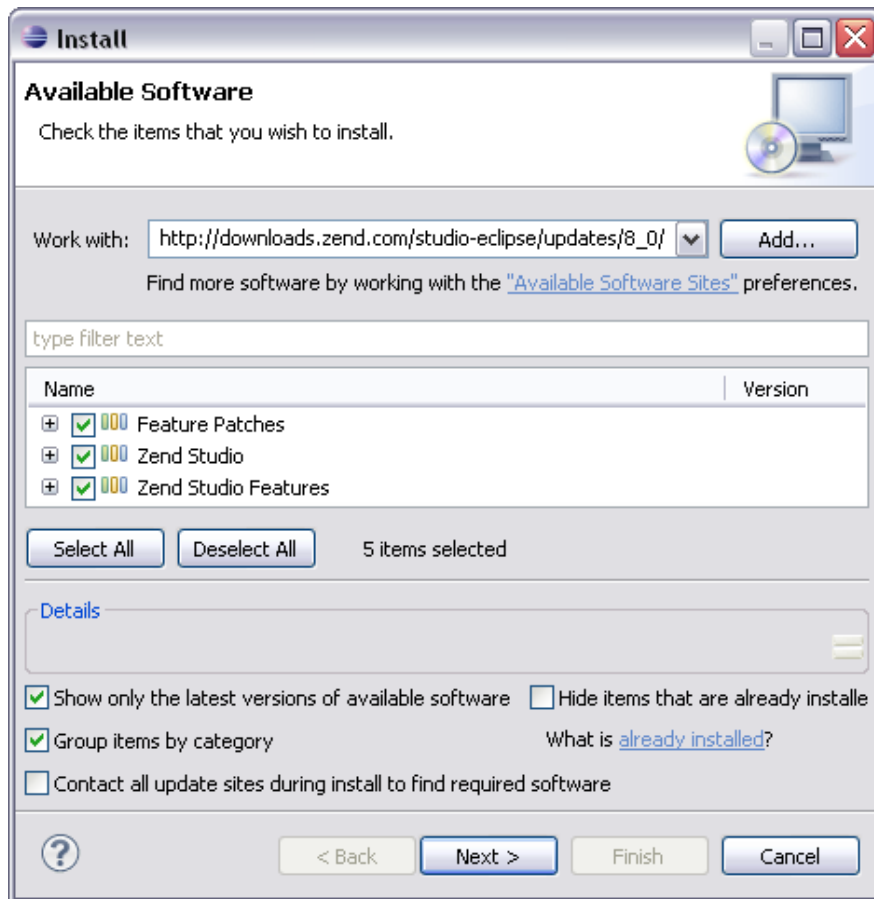 Install
Available Software
Check the items that you wish to install.
Work with: http://downloads.zend.com/studio-eclipse/updates/8_0/ Add...
Find more software by working with the "Available Software Sites" preferences.
type filter text
Name Version
Feature Patches
Zend Studio
Zend Studio Features
Select All Deselect All 5 items selected
Details
Show only the latest versions of available software Hide items that are already installe
Group items by category What is already installed?
Contact all update sites during install to find required software
? < Back Next > Finish Cancel